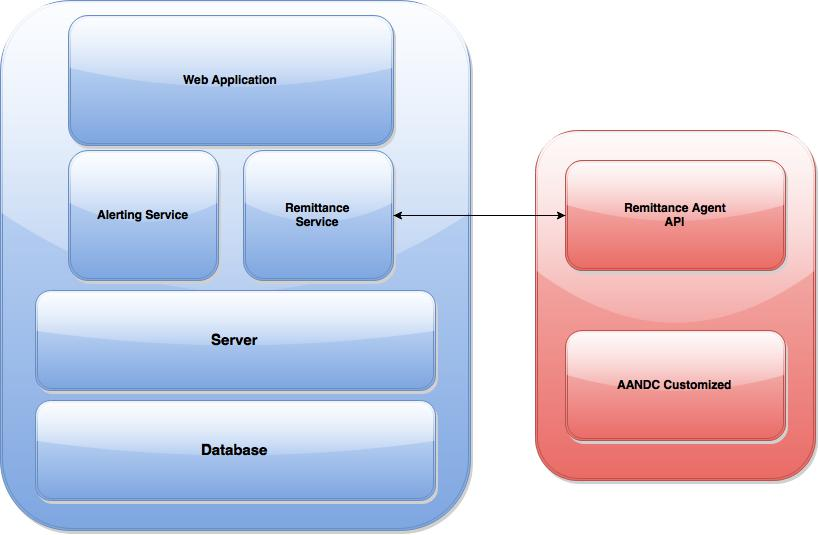 Web Application
Alerting Service
Remittance
Service
Remittance Agent
API
Server
AANDC Customized
Database